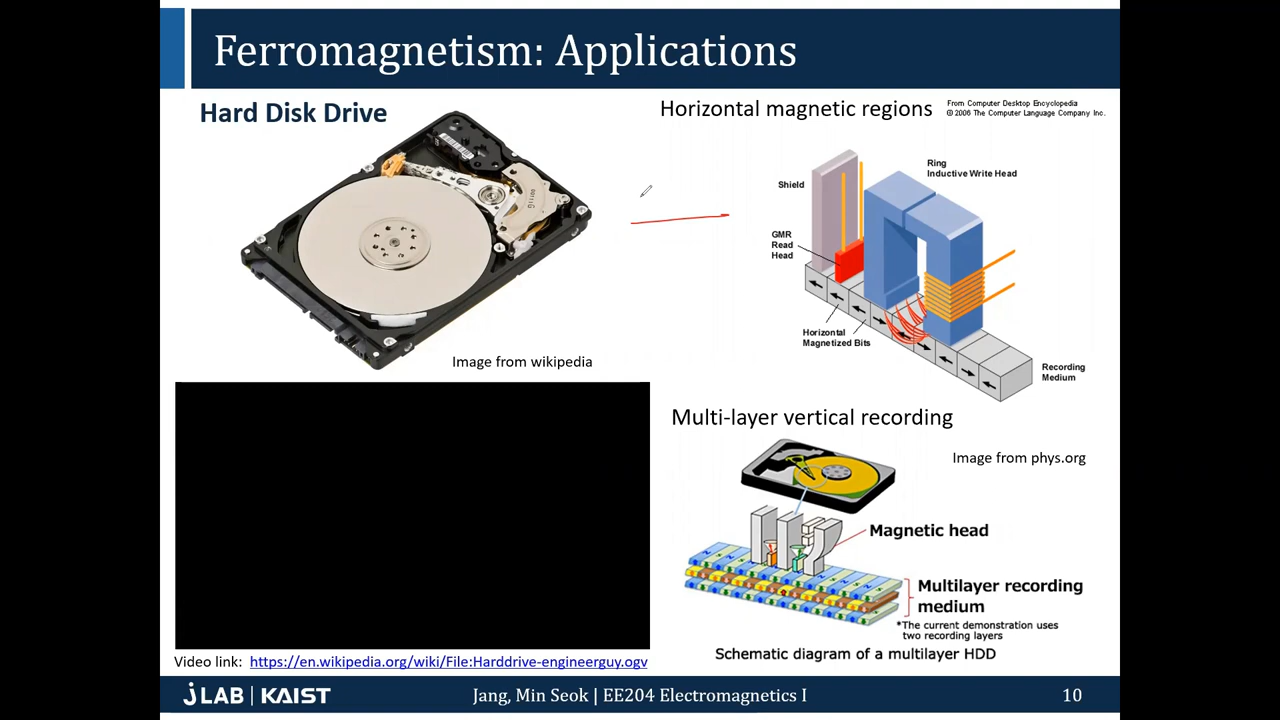 Ferromagnetism: Applications
Hard Disk Drive
Image from wikipedia
Video link: https://en.wikipedia.org/wiki/File:Harddrive-engineerguy.ogv
Horizontal magnetic regions
From Computer Desktop Encyclopedia
© 2006 The Computer Language Company Inc.
Ring
Inductive Write Head
Shield
GMR
Read
Head
Horizontal
Magnetized Bits
Recording
Medium
Multi-layer vertical recording
Image from phys.org
Magnetic head
Multilayer recording
medium
*The current demonstration uses
two recording layers
Schematic diagram of a multilayer HDD
jLAB | KAIST
Jang, Min Seok | EE204 Electromagnetics I
10